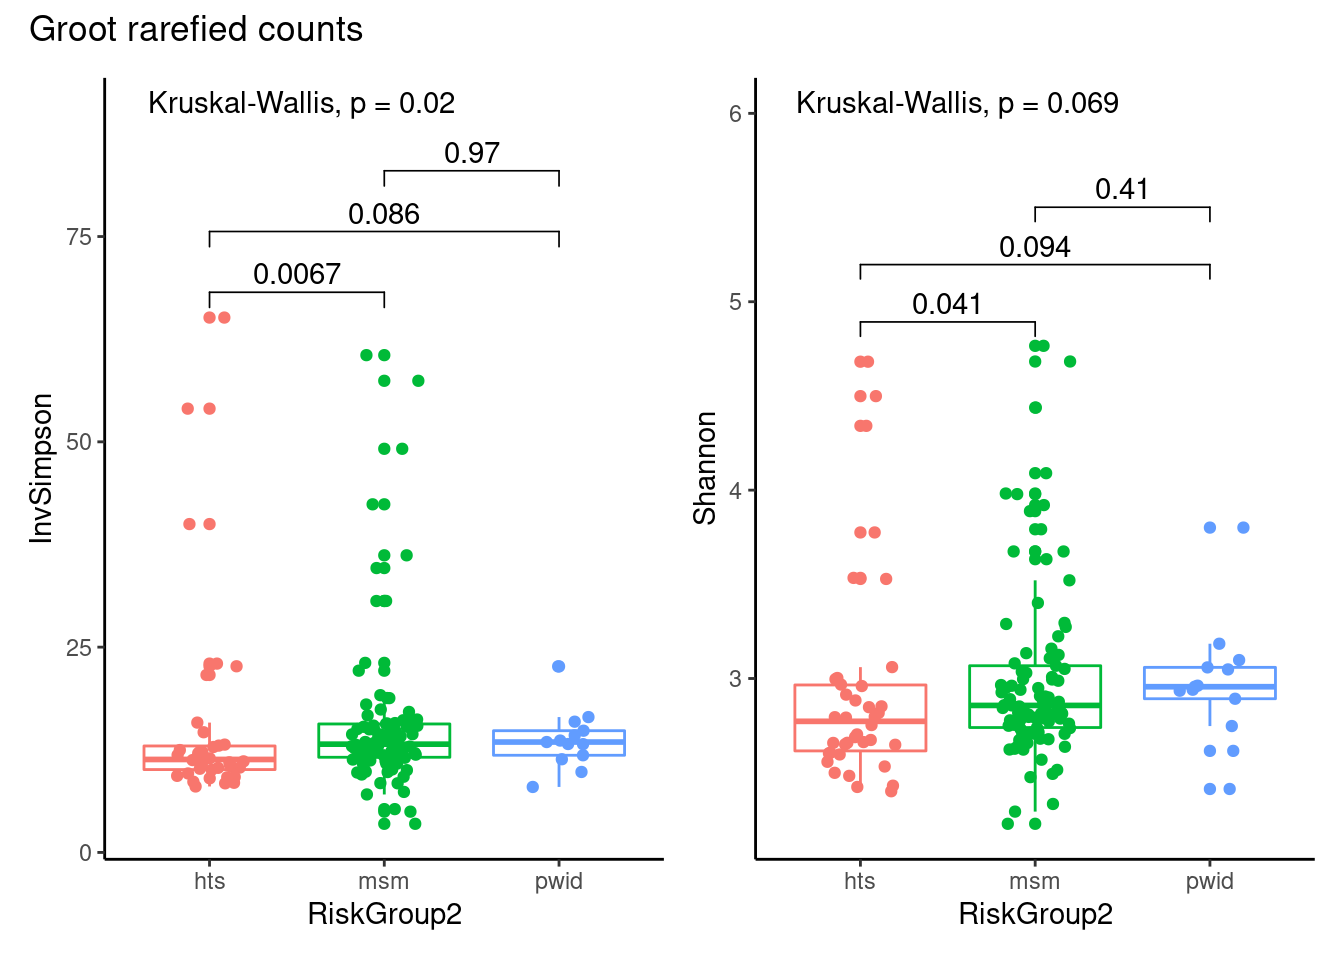 Groot rarefied counts
Kruskal-Wallis, p = 0.02
0.97
0.086
0.0067
75
50
25
0
InvSimpson
hts
msm
pwid
RiskGroup2
Kruskal-Wallis, p = 0.069
0.41
0.094
0.041
6
5
4
3
Shannon
hts
msm
pwid
RiskGroup2